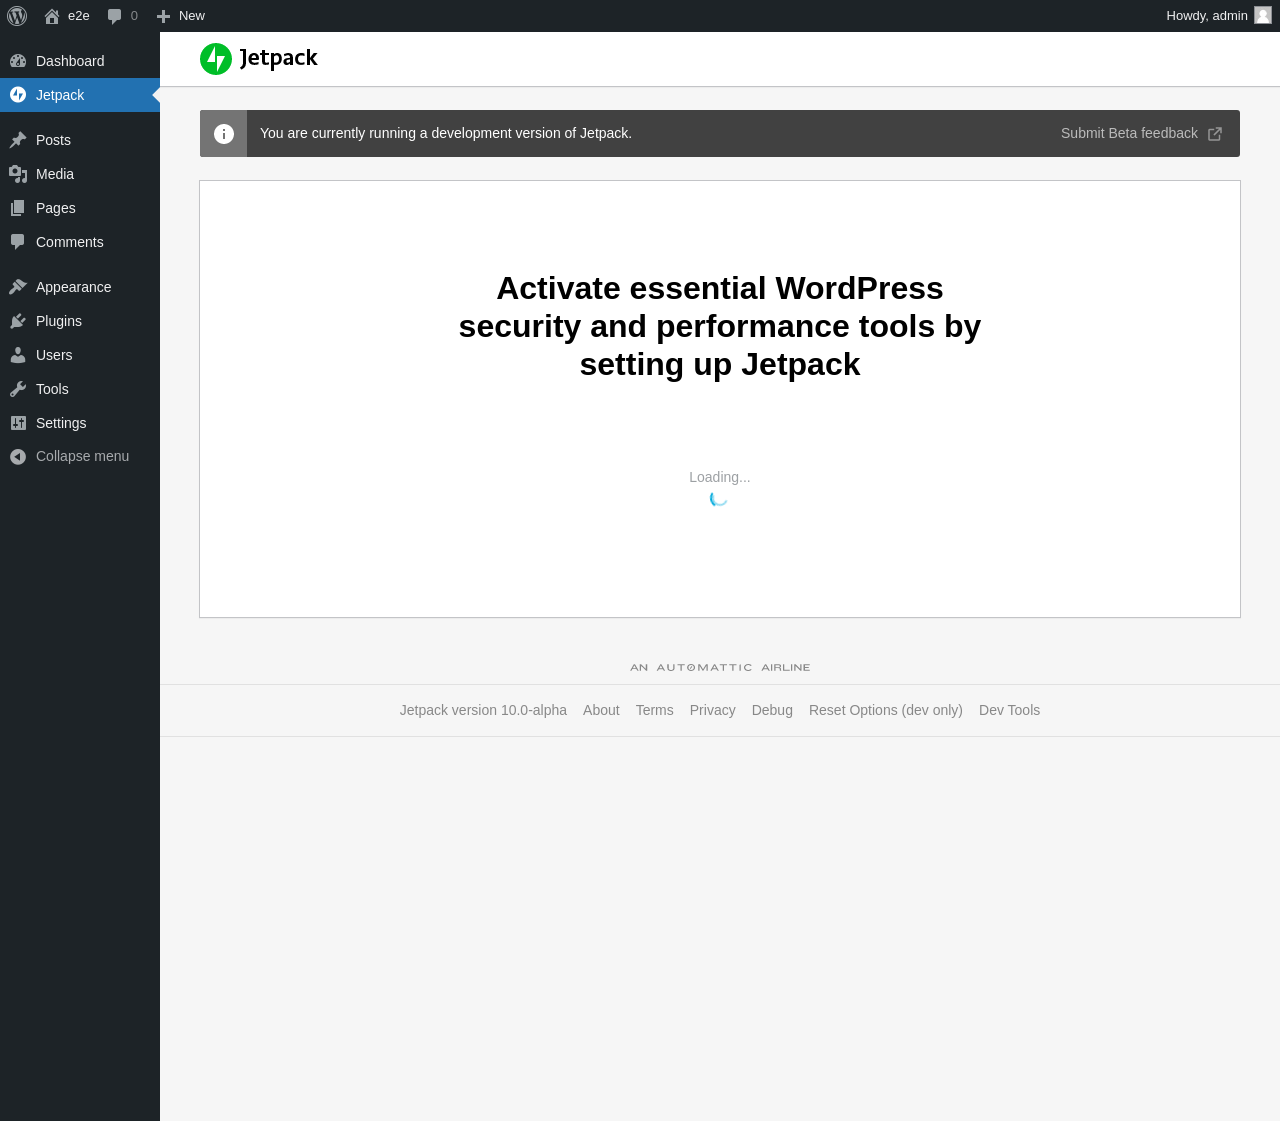 e2e
0
New
Howdy, admin
Dashboard
Jetpack
Posts
Media
Pages
Comments
Appearance
Plugins
Users
Tools
Settings
Collapse menu
Jetpack
You are currently running a development version of Jetpack.
Submit Beta feedback
Activate essential WordPress
security and performance tools by
setting up Jetpack
Loading...
AN AUTOMATTIC AIRLINE
Jetpack version 10.0-alpha
About
Terms
Privacy
Debug
Reset Options (dev only)
Dev Tools